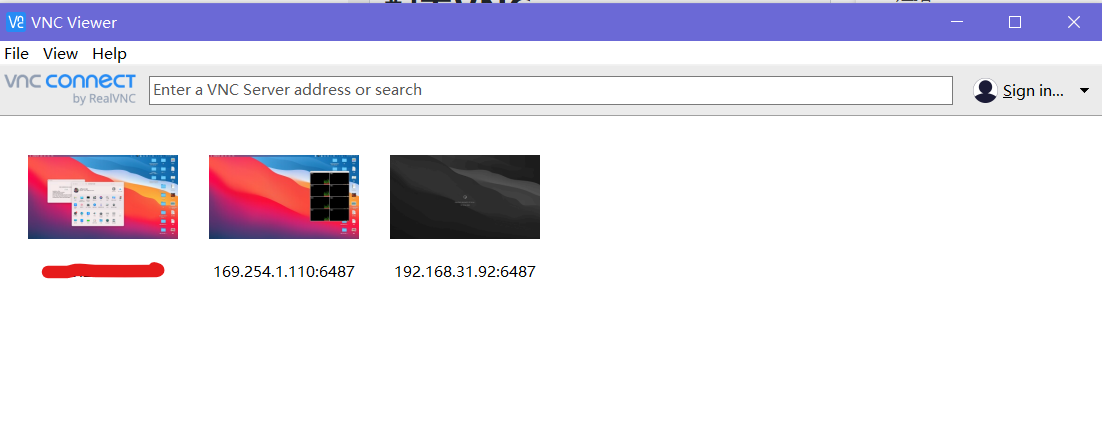 VNC Viewer
File View Help
vnc connect
by RealVNC
Enter a VNC Server address or search
Sign in...
169.254.1.110:6487
192.168.31.92:6487